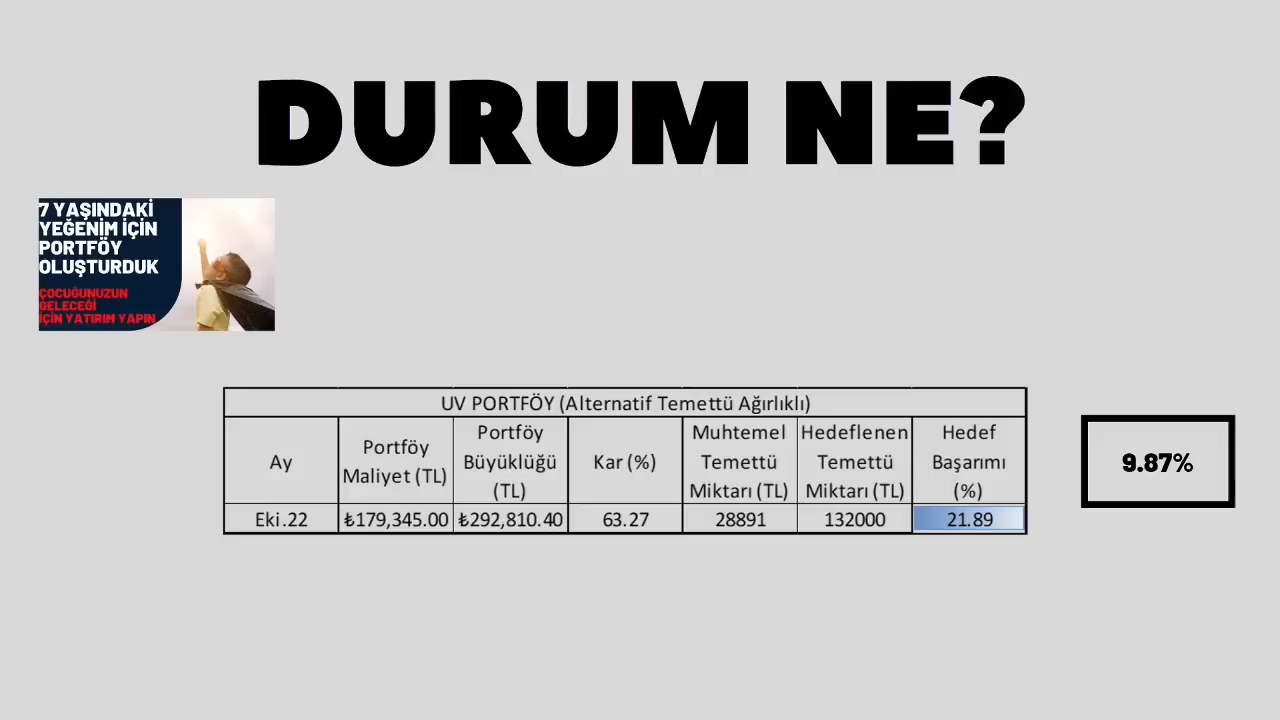 DURUM NE?
7 YAŞINDAKİ
YEĞENİM İÇİN
PORTFÖY
OLUŞTURDUK
ÇOCUĞUNUZUN
GELECEĞİ
İÇİN YATIRIM YAPIN
UV PORTFÖY (Alternatif Temettü Ağırlıklı)
Ay
Portföy
Maliyet (TL)
Portföy
Büyüklüğü
(TL)
Kar (%)
Muhtemel
Temettü
Miktarı (TL)
Hedeflenen
Temettü
Miktarı (TL)
Hedef
Başarımı
(%)
Eki.22 ₺179,345.00 ₺292,810.40 63.27 28891 132000 21.89
9.87%